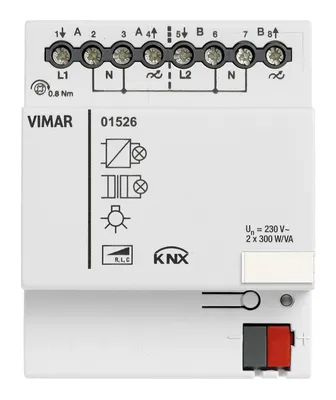 1 A 2 3 4 5 B 6 7 B 8
L1 N L2 N
0.8 Nm
VIMAR 01526
R, L, C
KNX
Un = 230 V~
2 x 300 W/VA
- +